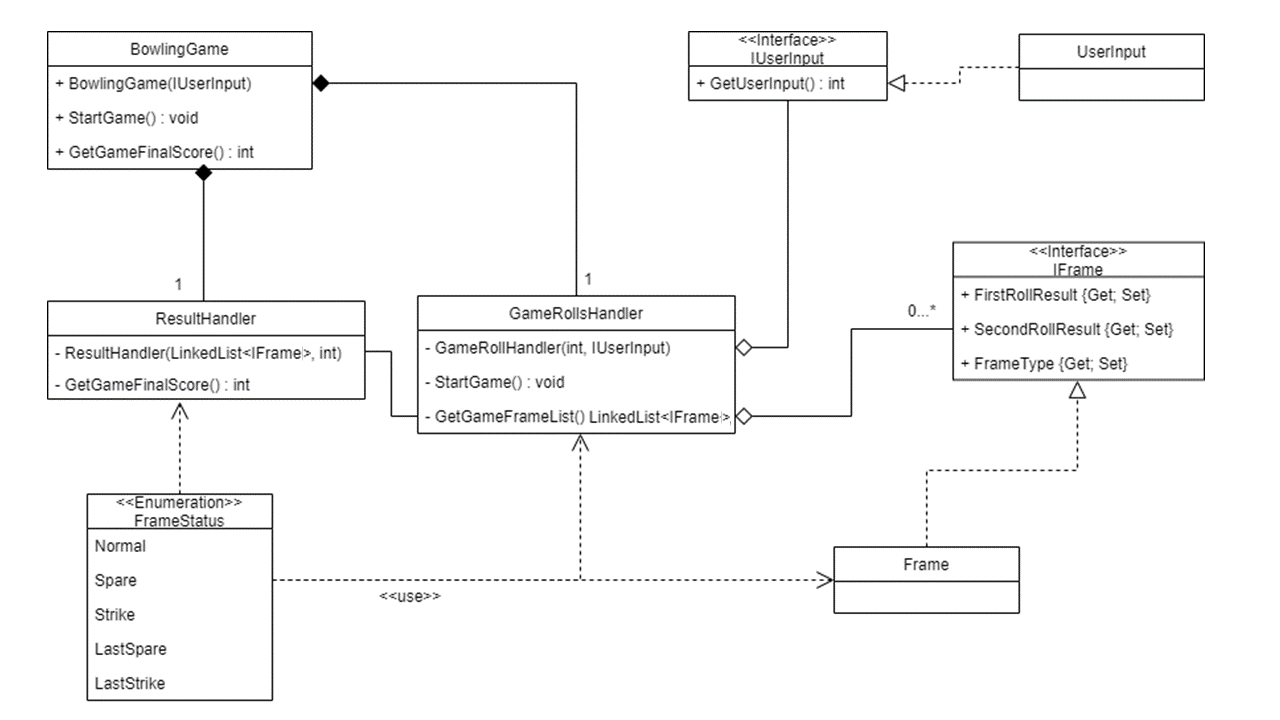 BowlingGame
+ BowlingGame(IUserInput)
+ StartGame() : void
+ GetGameFinalScore() : int
<<Interface>>
IUserInput
+ GetUserInput() : int
UserInput
1
1
<<Interface>>
IFrame
+ FirstRollResult {Get; Set}
+ SecondRollResult {Get; Set}
+ FrameType {Get; Set}
0...*
ResultHandler
- ResultHandler(LinkedList<IFrame>, int)
- GetGameFinalScore() : int
GameRollsHandler
- GameRollHandler(int, IUserInput)
- StartGame() : void
- GetGameFrameList() LinkedList<IFrame>,
<<Enumeration>>
FrameStatus
Normal
Spare
Strike
LastSpare
LastStrike
<<use>>
Frame